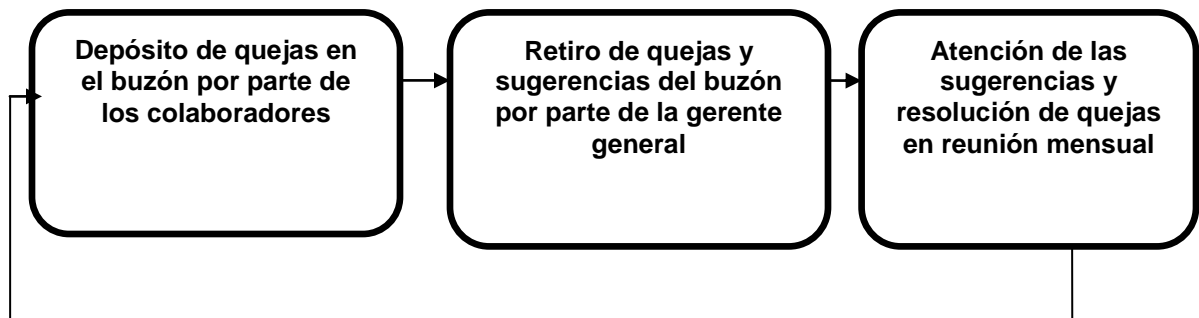 Depósito de quejas en
el buzón por parte de
los colaboradores
Retiro de quejas y
sugerencias del buzón
por parte de la gerente
general
Atención de las
sugerencias y
resolución de quejas
en reunión mensual